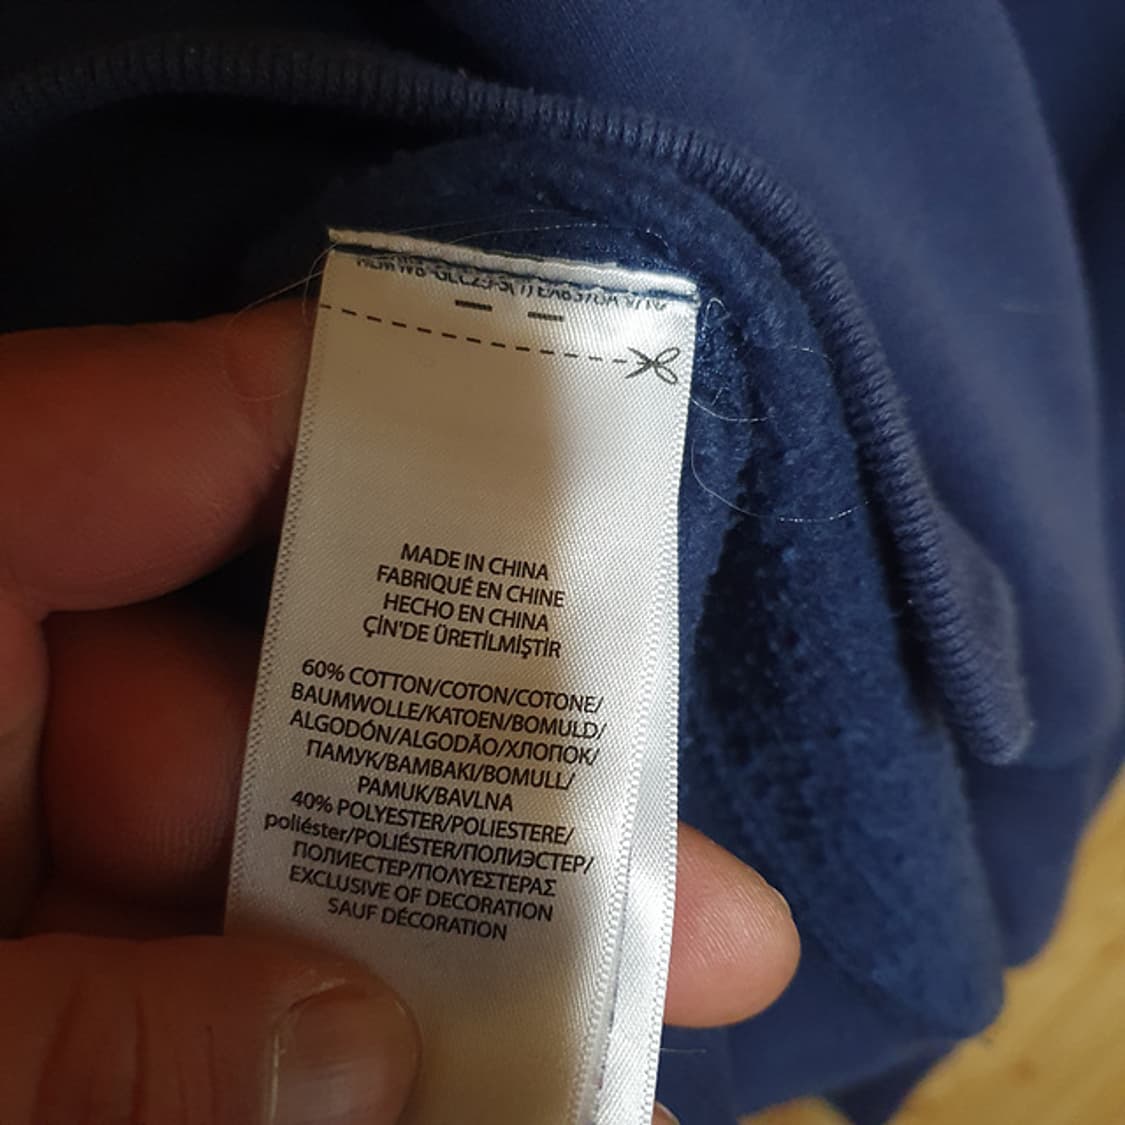 MADE IN CHINA
FABRIQUÉ EN CHINE
HECHO EN CHINA
ÇİN'DE ÜRETİLMİŞTİR
60% COTTON/COTON/COTONE/
BAUMWOLLE/KATOEN/BOMULD/
ALGODÓN/ALGODÃO/ХЛОПОК/
ПАМУК/BAMBAKI/BOMULL/
PAMUK/BAVLNA
40% POLYESTER/POLIESTERE/
poliéster/POLIÉSTER/ПОЛИЭСТЕР/
ПОЛИЕСТЕР/ΠΟΛΥΕΣΤΕΡΑΣ
EXCLUSIVE OF DECORATION
SAUF DÉCORATION